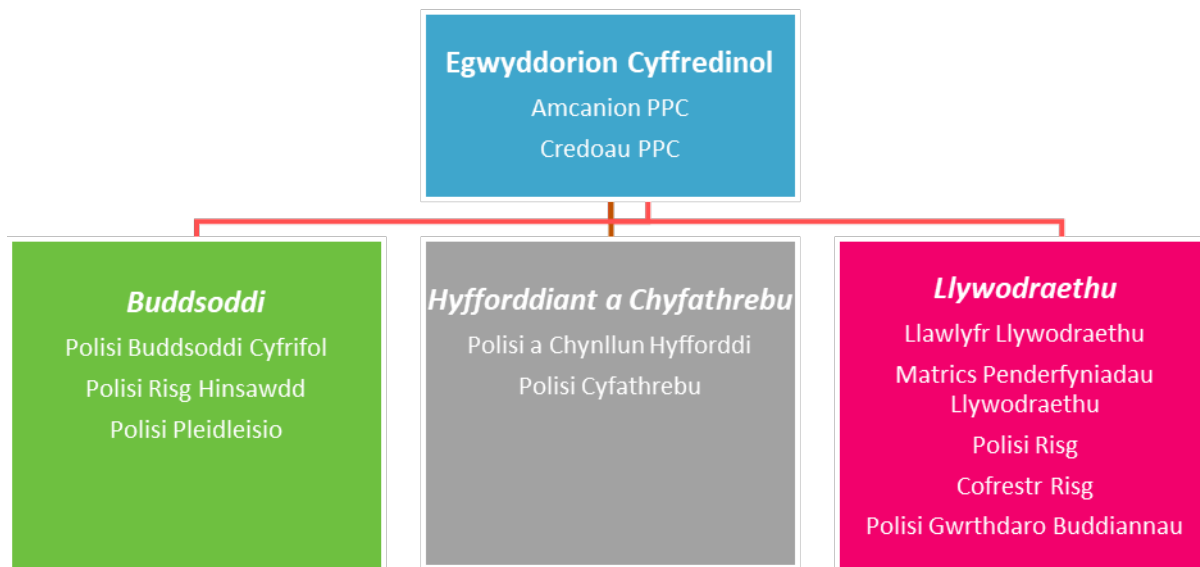 Egwyddorion Cyffredinol
Amcanion PPC
Credoau PPC
Buddsoddi
Polisi Buddsoddi Cyfrifol
Polisi Risg Hinsawdd
Polisi Pleidleisio
Hyfforddiant a Chyfathrebu
Polisi a Chynllun Hyfforddi
Polisi Cyfathrebu
Llywodraethu
Llawlyfr Llywodraethu
Matrics Penderfyniadau
Llywodraethu
Polisi Risg
Cofrestr Risg
Polisi Gwrthdaro Buddiannau